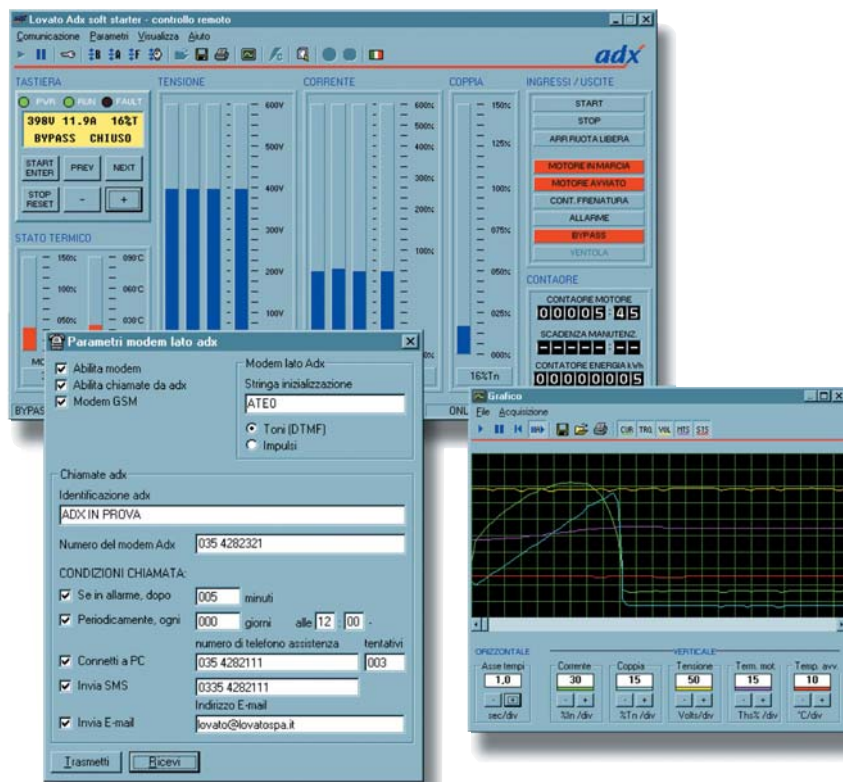 Lovato Adx soft starter - controllo remoto
Comunicazione Parametri Visualizza Aiuto
adx
TASTIERA
PWR RUN FAULT
398V 11.9A 16%T
BYPASS CHIUSO
START ENTER PREV NEXT
STOP RESET - +
STATO TERMICO
150% 090°C
100% 060°C
050% 030°C
TENSIONE
600V
500V
400V
300V
200V
100V
CORRENTE
600%
500%
400%
300%
200%
100%
COPPIA
150%
125%
100%
075%
050%
025%
000%
16%Tn
INGRESSI / USCITE
START
STOP
ARR.RUOTA LIBERA
MOTORE IN MARCIA
MOTORE AVVIATO
CONT. FRENATURA
ALLARME
BYPASS
VENTOLA
CONTAORE
CONTAORE MOTORE
00005:45
SCADENZA MANUTENZ.
-----:--
CONTATORE ENERGIA kWh
00000005
Parametri modem lato adx
Abilita modem
Abilita chiamate da adx
Modem GSM
Modem lato Adx
Stringa inizializzazione
ATE0
Toni (DTMF)
Impulsi
Chiamate adx
Identificazione adx
ADX IN PROVA
Numero del modem Adx 035 4282321
CONDIZIONI CHIAMATA:
Se in allarme, dopo 005 minuti
Periodicamente, ogni 000 giorni alle 12 : 00 -
numero di telefono assistenza tentativi
Connetti a PC 035 4282111 003
Invia SMS 0335 4282111
Indirizzo E-mail
Invia E-mail lovato@lovatospa.it
Trasmetti Ricevi
Grafico
File Acquisizione
CUR TRQ VOL MTS STS
ORIZZONTALE VERTICALE
Asse tempi Corrente Coppia Tensione Term. mot. Temp. avv.
1,0 30 15 50 15 10
- + - + - + - + - + - +
sec/div %In /div %Tn /div Volts/div Ths% /div °C/div